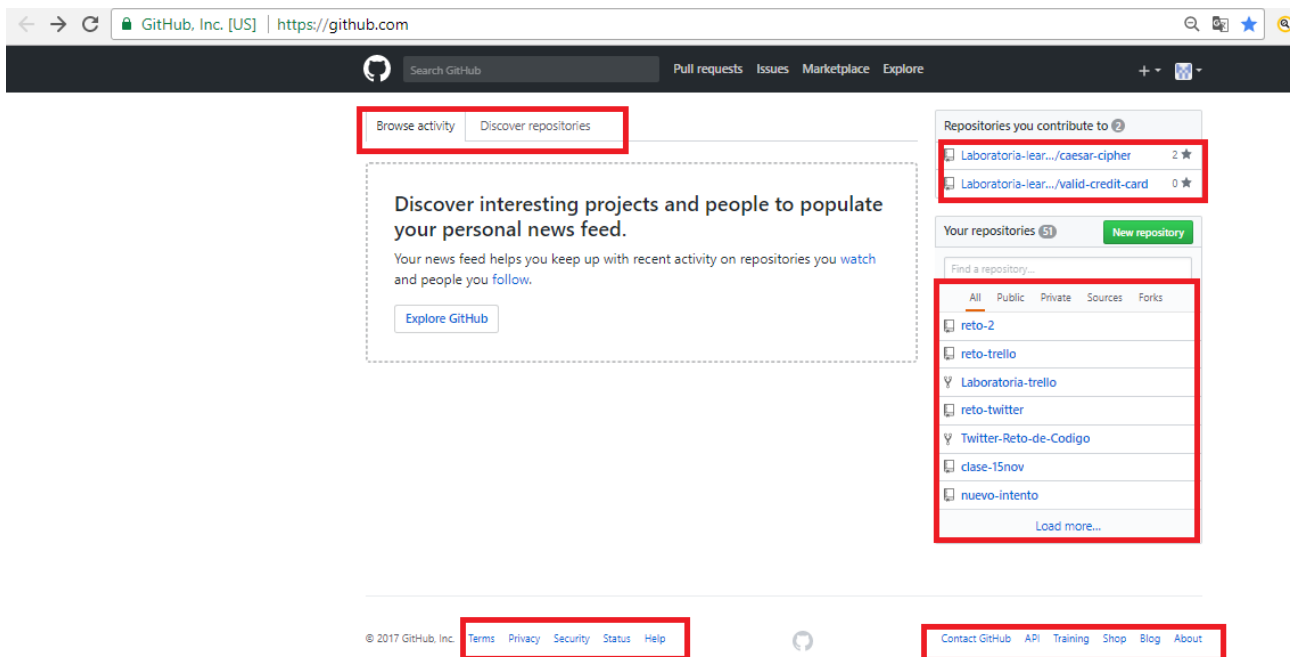 GitHub, Inc. [US] | https://github.com
Search GitHub
Pull requests Issues Marketplace Explore
Browse activity Discover repositories
Discover interesting projects and people to populate
your personal news feed.
Your news feed helps you keep up with recent activity on repositories you watch
and people you follow.
Explore GitHub
Repositories you contribute to 2
Laboratoria-lear.../caesar-cipher 2
Laboratoria-lear.../valid-credit-card 0
Your repositories 51 New repository
Find a repository...
All Public Private Sources Forks
reto-2
reto-trello
Laboratoria-trello
reto-twitter
Twitter-Reto-de-Codigo
clase-15nov
nuevo-intento
Load more...
© 2017 GitHub, Inc. Terms Privacy Security Status Help
Contact GitHub API Training Shop Blog About